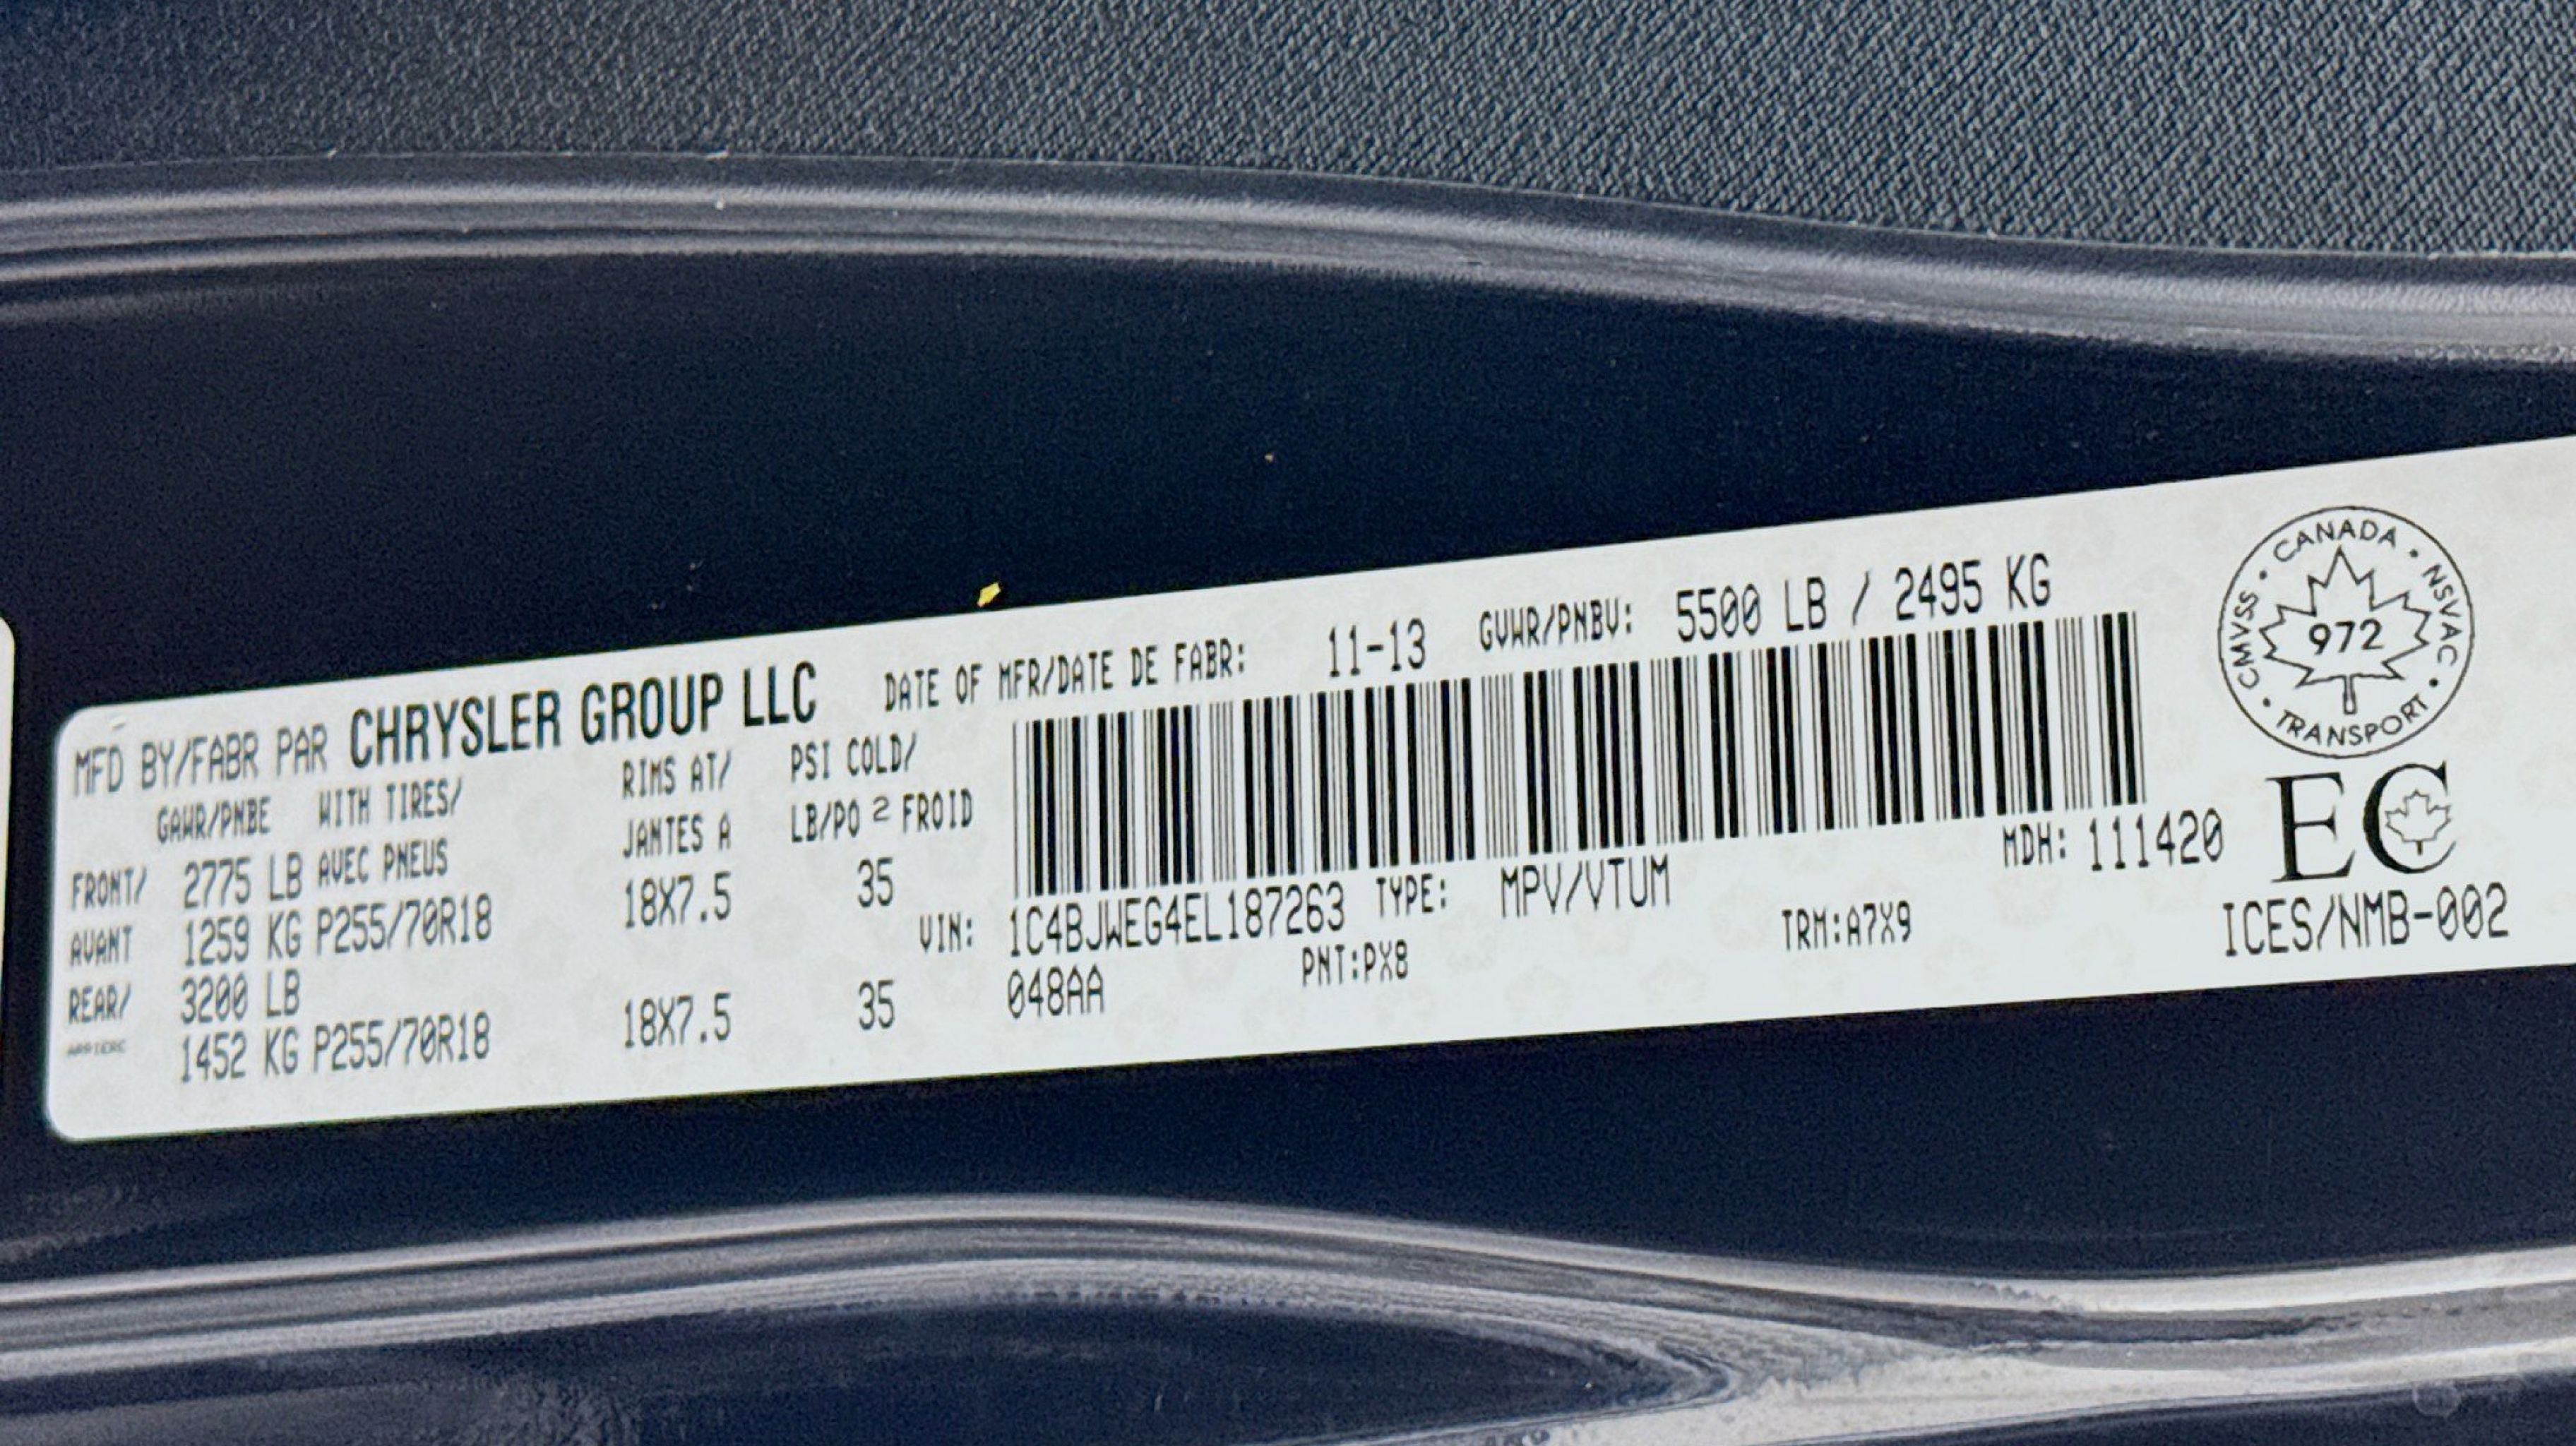 MFD BY/FABR PAR CHRYSLER GROUP LLC DATE OF MFR/DATE DE FABR: 11-13 GVWR/PNBV: 5500 LB / 2495 KG
GAWR/PNBE WITH TIRES/ RIMS AT/ PSI COLD/
AVEC PNEUS JANTES A LB/PO 2 FROID
FRONT/ 2775 LB
AVANT 1259 KG P255/70R18 18X7.5 35
REAR/ 3200 LB
ARRIERE 1452 KG P255/70R18 18X7.5 35
VIN: 1C4BJWEG4EL187263 TYPE: MPV/VTUM MDH: 111420
048AA PNT:PX8 TRM:A7X9
CANADA · NSVAC · TRANSPORT · CMVSS ·
972
EC
ICES/NMB-002